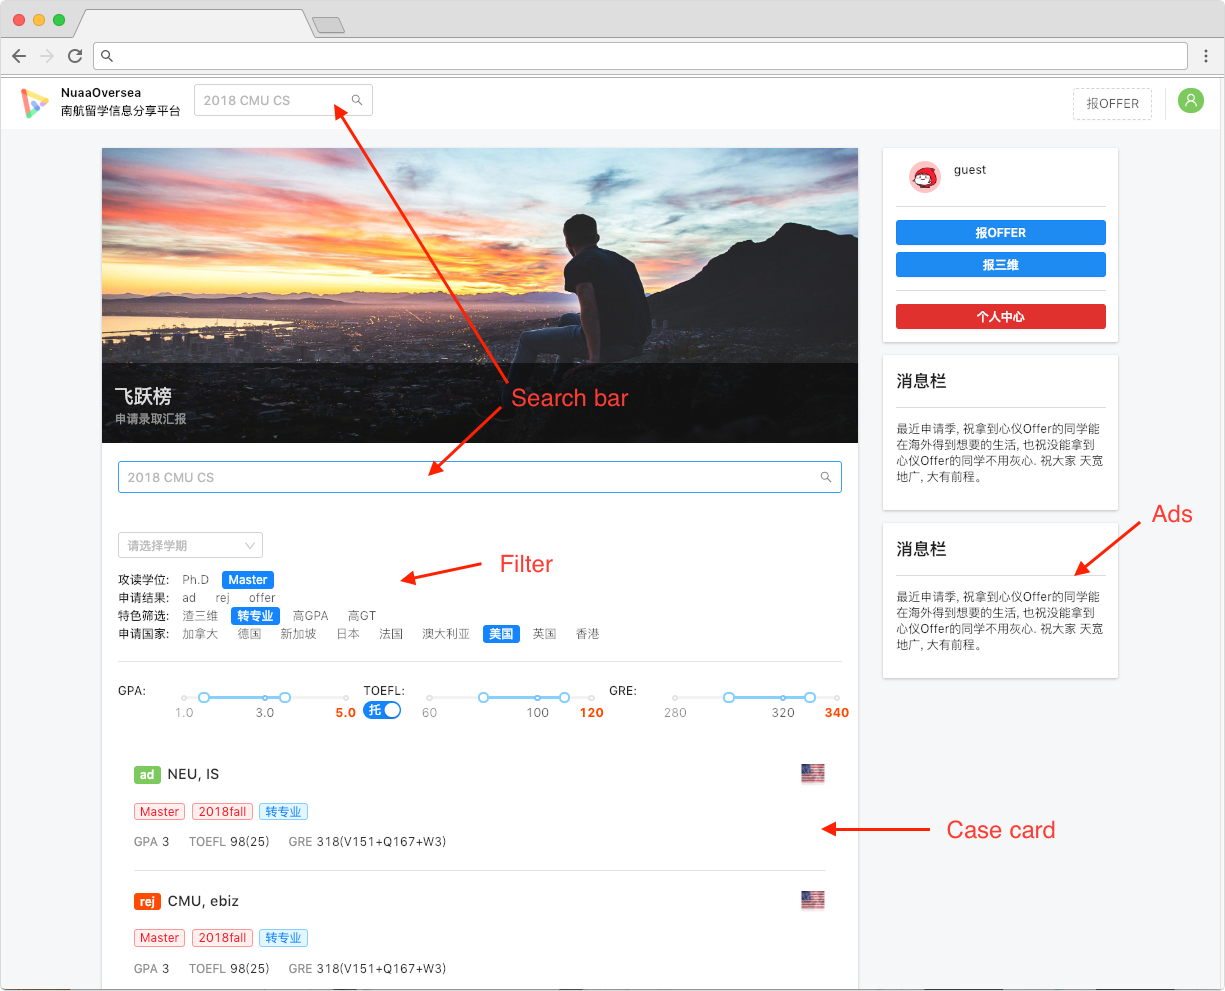 NuaaOversea
南航留学信息分享平台
2018 CMU CS
报OFFER
飞跃榜
申请录取汇报
Search bar
2018 CMU CS
请选择学期
Filter
攻读学位: Ph.D Master
申请结果: ad rej offer
特色筛选: 渣三维 转专业 高GPA 高GT
申请国家: 加拿大 德国 新加坡 日本 法国 澳大利亚 美国 英国 香港
GPA: 1.0 3.0 5.0
TOEFL: 托 60 100 120
GRE: 280 320 340
ad NEU, IS
Master 2018fall 转专业
GPA 3 TOEFL 98(25) GRE 318(V151+Q167+W3)
Case card
rej CMU, ebiz
Master 2018fall 转专业
GPA 3 TOEFL 98(25) GRE 318(V151+Q167+W3)
guest
报OFFER
报三维
个人中心
消息栏
最近申请季, 祝拿到心仪Offer的同学能
在海外得到想要的生活, 也祝没能拿到
心仪Offer的同学不用灰心. 祝大家 天宽
地广, 大有前程。
Ads
消息栏
最近申请季, 祝拿到心仪Offer的同学能
在海外得到想要的生活, 也祝没能拿到
心仪Offer的同学不用灰心. 祝大家 天宽
地广, 大有前程。